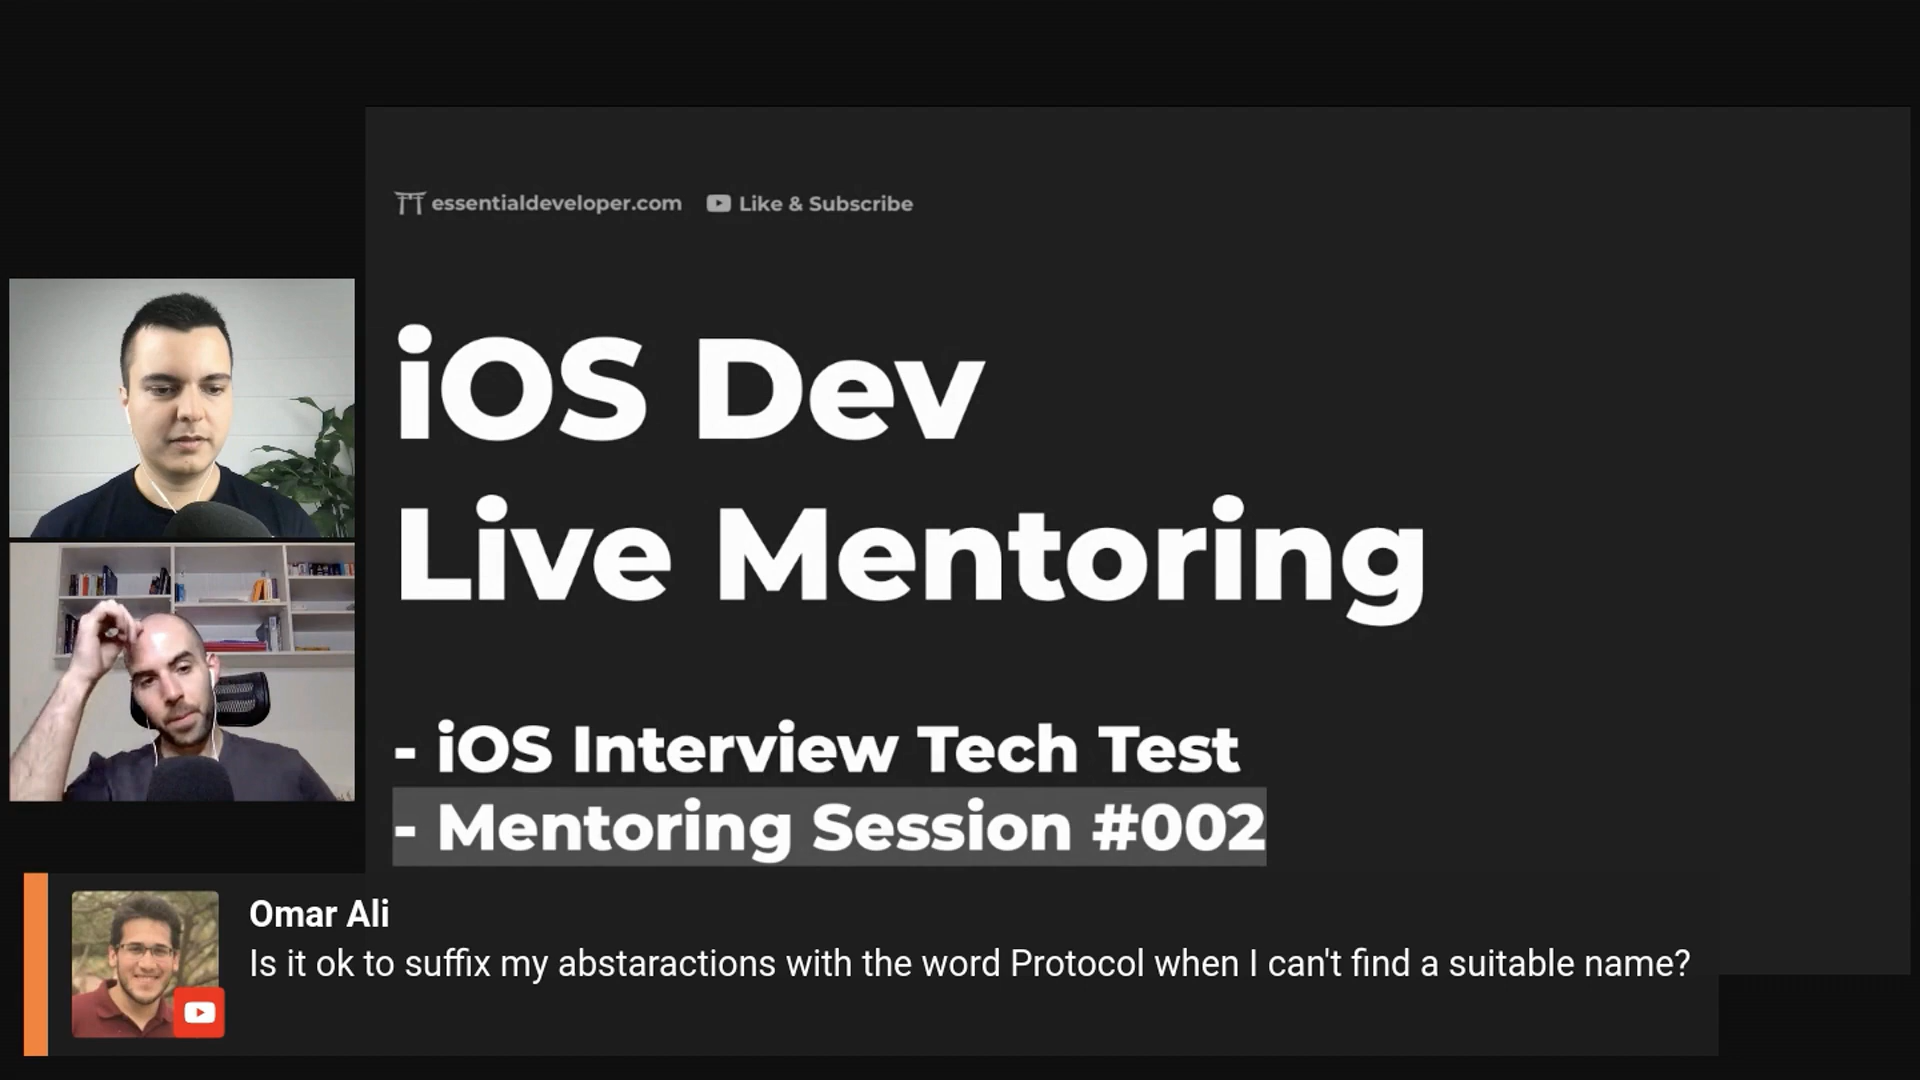 essentialdeveloper.com Like & Subscribe
iOS Dev
Live Mentoring
- iOS Interview Tech Test
- Mentoring Session #002
Omar Ali
Is it ok to suffix my abstaractions with the word Protocol when I can't find a suitable name?